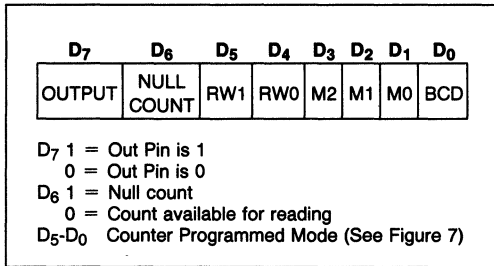 D7 D6 D5 D4 D3 D2 D1 D0
OUTPUT NULL COUNT RW1 RW0 M2 M1 M0 BCD
D7 1 = Out Pin is 1
0 = Out Pin is 0
D6 1 = Null count
0 = Count available for reading
D5-D0 Counter Programmed Mode (See Figure 7)